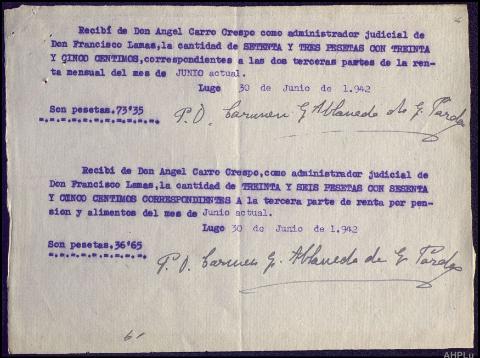 Recibí de Don Angel Carro Crespo como administrador judicial de
Don Francisco Lamas, la cantidad de SETENTA Y TRES PESETAS CON TREINTA
Y CINCO CENTIMOS, correspondientes a las dos terceras partes de la ren-
ta mensual del mes de JUNIO actual.
Lugo 30 de Junio de 1.942
Son pesetas. 73'35
P.O. Carmen G. Ablanedo de G. Pardo
Recibi de Don Angel Carro Crespo, como administrador judicial de
Don Francisco Lamas, la cantidad de TREINTA Y SEIS PESETAS CON SESENTA
Y CINCO CENTIMOS CORRESPONDIENTES A la tercera parte de renta por pen-
sion y alimentos del mes de Junio actual.
Lugo 30 de Junio de 1.942
Son pesetas. 36'65
P.O. Carmen G. Ablanedo de G. Pardo
AHPLu